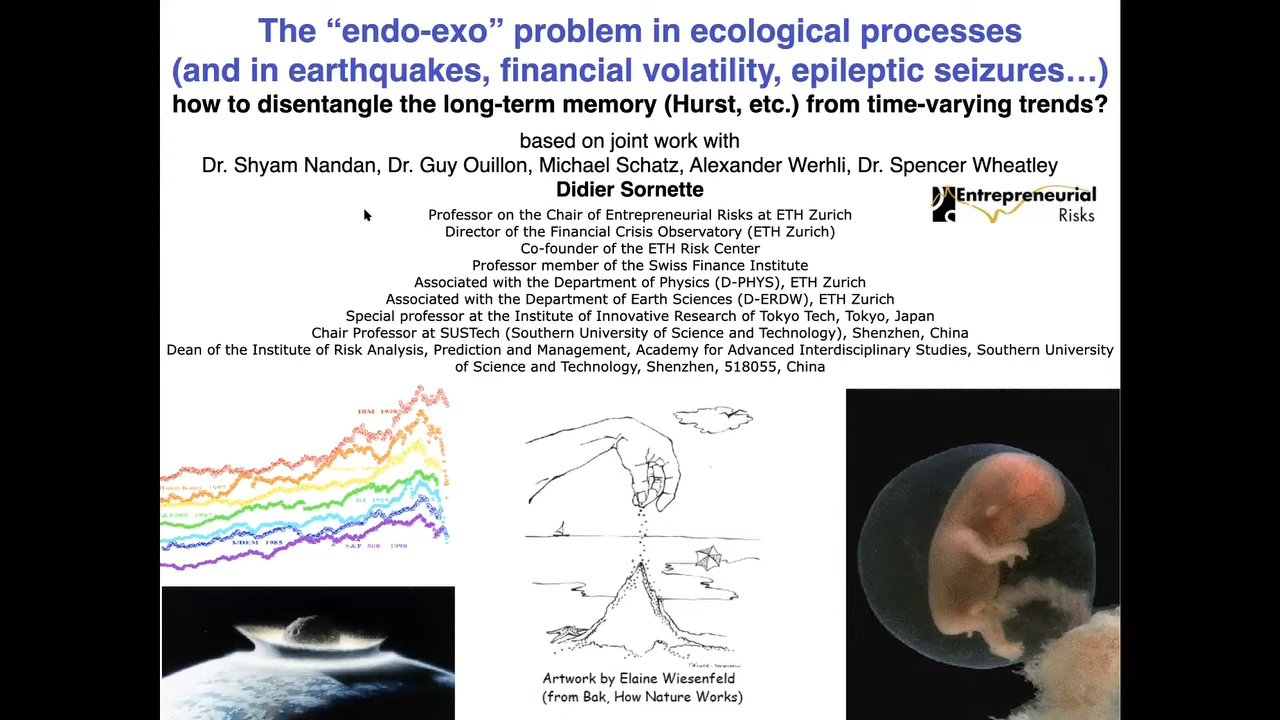 The “endo-exo” problem in ecological processes
(and in earthquakes, financial volatility, epileptic seizures…)
how to disentangle the long-term memory (Hurst, etc.) from time-varying trends?
based on joint work with
Dr. Shyam Nandan, Dr. Guy Ouillon, Michael Schatz, Alexander Werhli, Dr. Spencer Wheatley
Didier Sornette
Entrepreneurial
Risks
Professor on the Chair of Entrepreneurial Risks at ETH Zurich
Director of the Financial Crisis Observatory (ETH Zurich)
Co-founder of the ETH Risk Center
Professor member of the Swiss Finance Institute
Associated with the Department of Physics (D-PHYS), ETH Zurich
Associated with the Department of Earth Sciences (D-ERDW), ETH Zurich
Special professor at the Institute of Innovative Research of Tokyo Tech, Tokyo, Japan
Chair Professor at SUSTech (Southern University of Science and Technology), Shenzhen, China
Dean of the Institute of Risk Analysis, Prediction and Management, Academy for Advanced Interdisciplinary Studies, Southern University
of Science and Technology, Shenzhen, 518055, China
IBM 1999
Hong-Kong 1997
S&P500 1987
DJ 1929
$/DEM 1985
S&P 500 1998
Artwork by Elaine Wiesenfeld
(from Bak, How Nature Works)